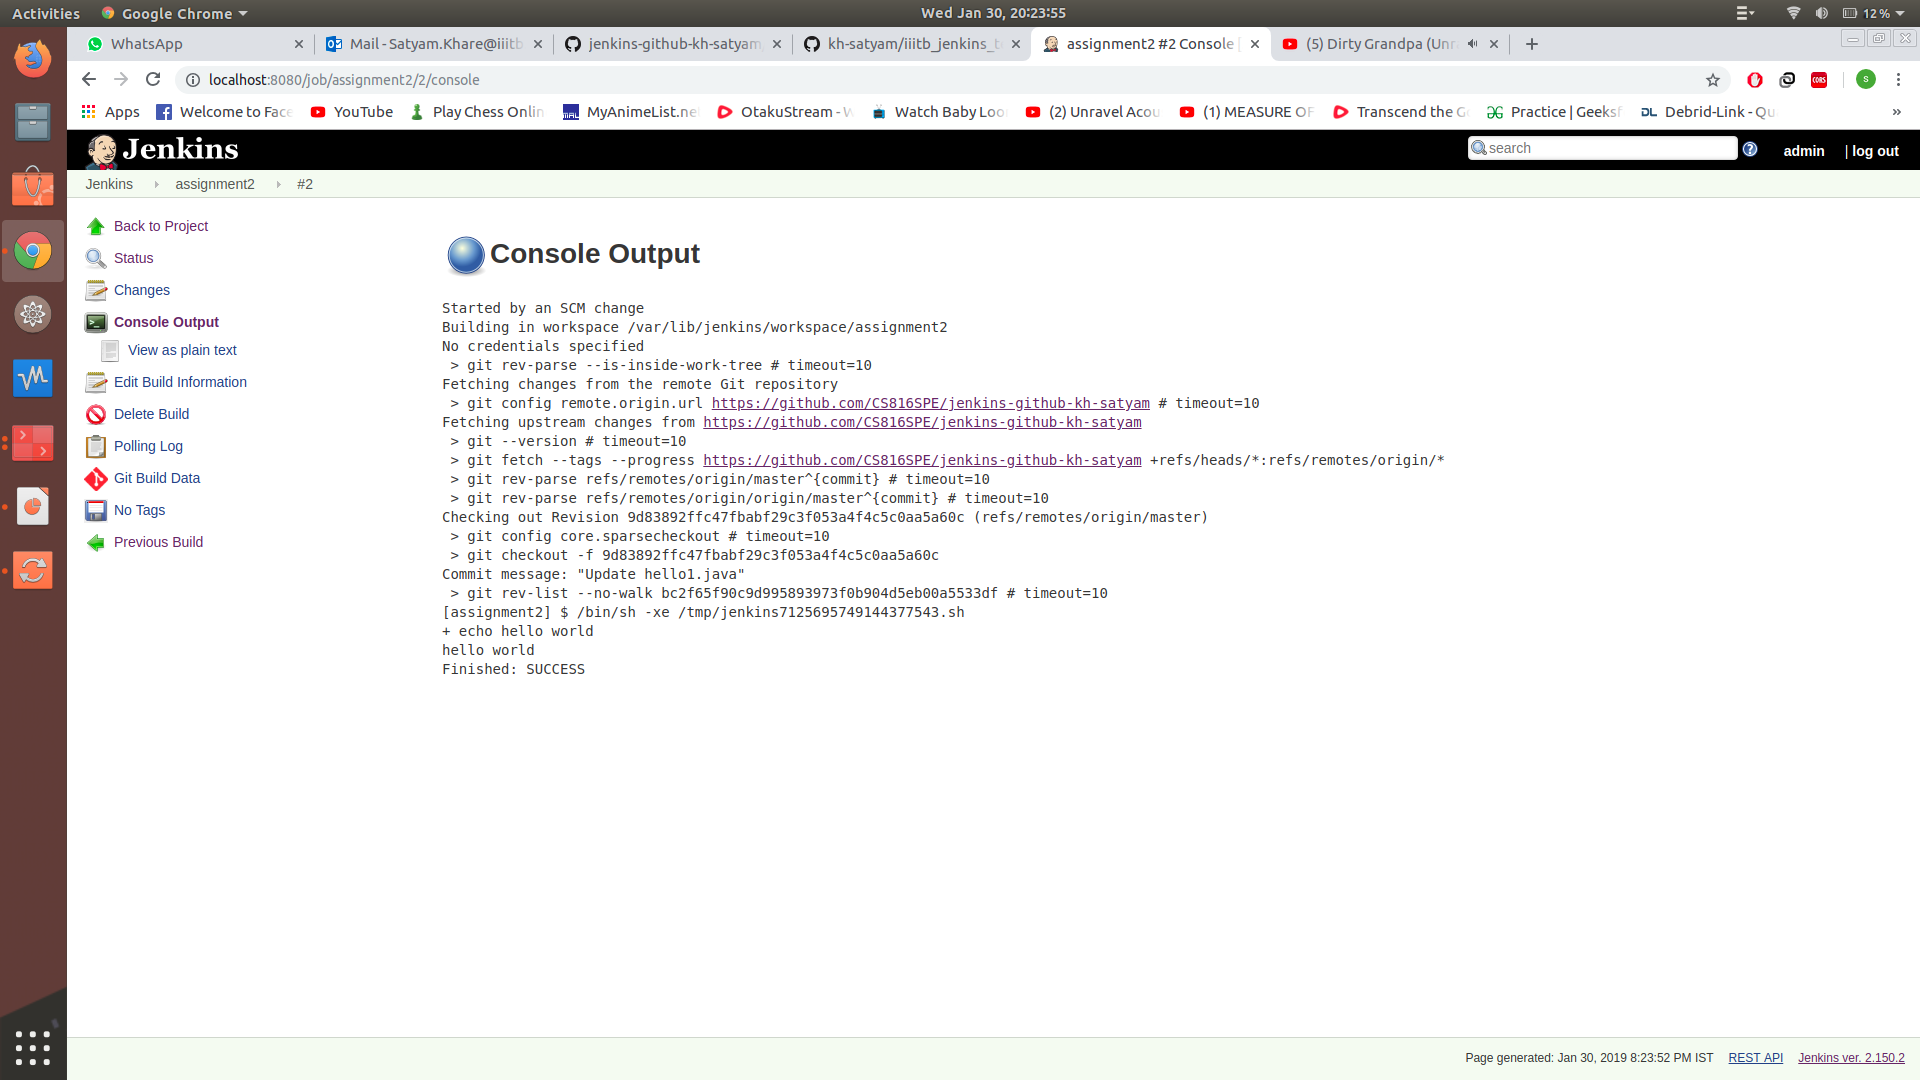 Activities Google Chrome Wed Jan 30, 20:23:55 12 %
WhatsApp Mail - Satyam.Khare@iiitb jenkins-github-kh-satyam, kh-satyam/iiitb_jenkins_t assignment2 #2 Console (5) Dirty Grandpa (Unr
localhost:8080/job/assignment2/2/console CORS S
Apps Welcome to Face YouTube Play Chess Onlin MAL MyAnimeList.ne OtakuStream - W Watch Baby Loo (2) Unravel Acou (1) MEASURE OF Transcend the G Practice | Geeksf DL Debrid-Link - Qu »
Jenkins search ? admin | log out
Jenkins assignment2 #2
Back to Project
Status
Changes
Console Output
View as plain text
Edit Build Information
Delete Build
Polling Log
Git Build Data
No Tags
Previous Build
Console Output
Started by an SCM change
Building in workspace /var/lib/jenkins/workspace/assignment2
No credentials specified
> git rev-parse --is-inside-work-tree # timeout=10
Fetching changes from the remote Git repository
> git config remote.origin.url https://github.com/CS816SPE/jenkins-github-kh-satyam # timeout=10
Fetching upstream changes from https://github.com/CS816SPE/jenkins-github-kh-satyam
> git --version # timeout=10
> git fetch --tags --progress https://github.com/CS816SPE/jenkins-github-kh-satyam +refs/heads/*:refs/remotes/origin/*
> git rev-parse refs/remotes/origin/master^{commit} # timeout=10
> git rev-parse refs/remotes/origin/origin/master^{commit} # timeout=10
Checking out Revision 9d83892ffc47fbabf29c3f053a4f4c5c0aa5a60c (refs/remotes/origin/master)
> git config core.sparsecheckout # timeout=10
> git checkout -f 9d83892ffc47fbabf29c3f053a4f4c5c0aa5a60c
Commit message: "Update hello1.java"
> git rev-list --no-walk bc2f65f90c9d995893973f0b904d5eb00a5533df # timeout=10
[assignment2] $ /bin/sh -xe /tmp/jenkins7125695749144377543.sh
+ echo hello world
hello world
Finished: SUCCESS
Page generated: Jan 30, 2019 8:23:52 PM IST REST API Jenkins ver. 2.150.2